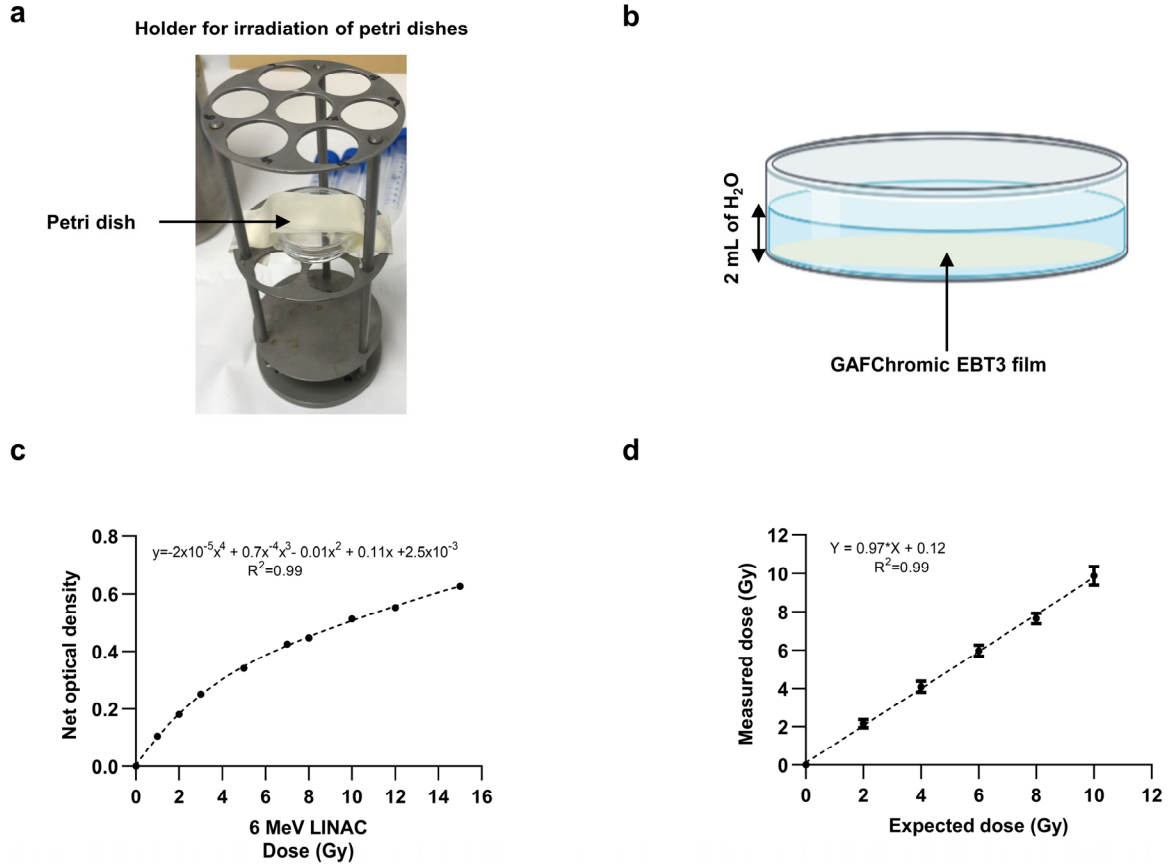 a
Holder for irradiation of petri dishes
Petri dish
b
2 mL of H₂O
GAFChromic EBT3 film
c
y=-2x10⁻⁵x⁴ + 0.7x⁻⁴x³- 0.01x² + 0.11x +2.5x10⁻³
R²=0.99
Net optical density
0.8
0.6
0.4
0.2
0.0
0 2 4 6 8 10 12 14 16
6 MeV LINAC
Dose (Gy)
d
Y = 0.97*X + 0.12
R²=0.99
Measured dose (Gy)
12
10
8
6
4
2
0
0 2 4 6 8 10 12
Expected dose (Gy)